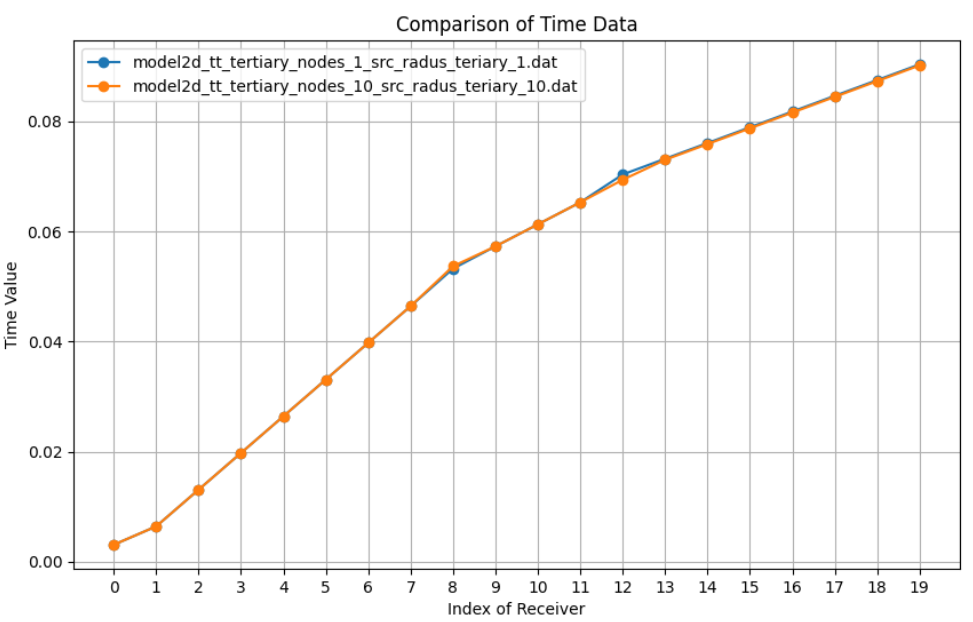 Comparison of Time Data
model2d_tt_tertiary_nodes_1_src_radus_teriary_1.dat
model2d_tt_tertiary_nodes_10_src_radus_teriary_10.dat
Time Value
0.08
0.06
0.04
0.02
0.00
0 1 2 3 4 5 6 7 8 9 10 11 12 13 14 15 16 17 18 19
Index of Receiver